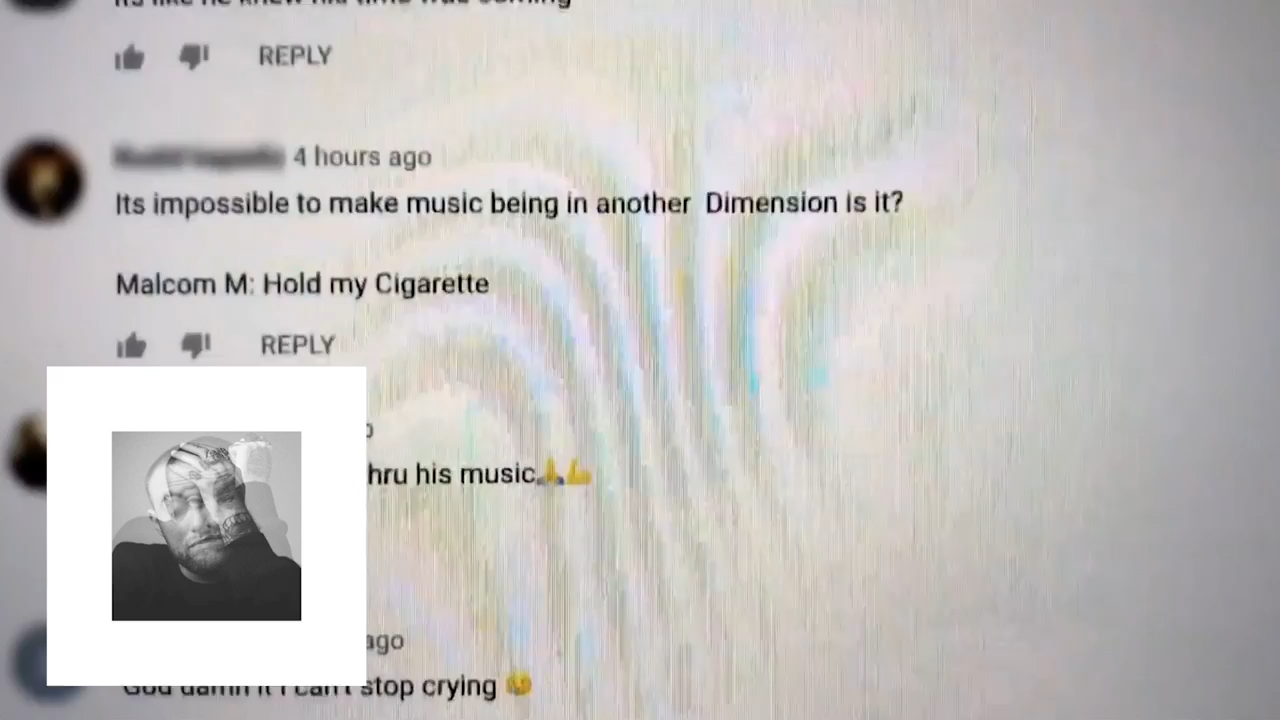 REPLY
4 hours ago
Its impossible to make music being in another Dimension is it?
Malcom M: Hold my Cigarette
REPLY
hru his music🙏💪
ago
God damn it I can't stop crying 😢